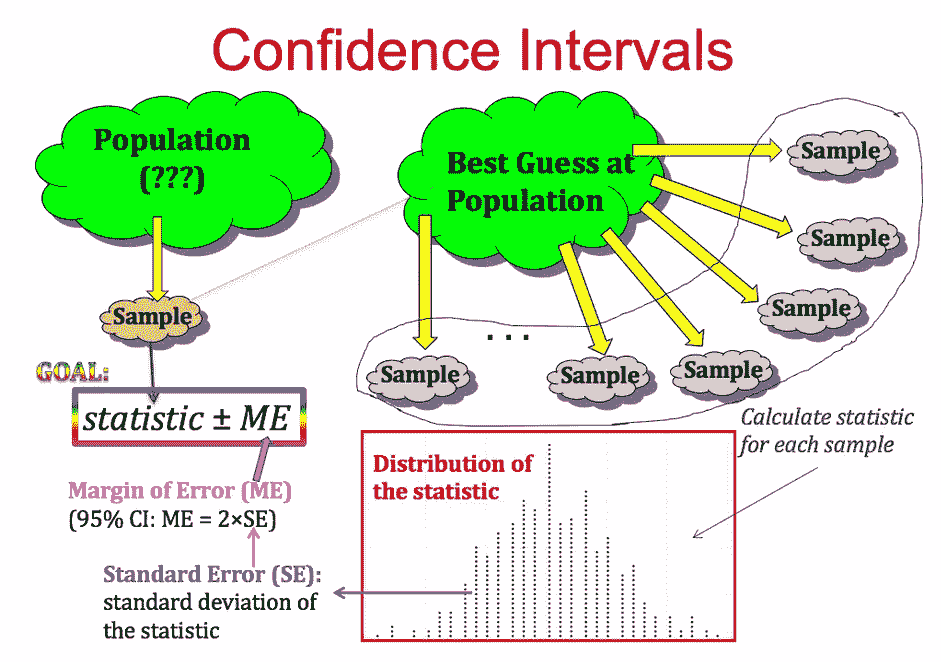 Confidence Intervals
Population
(???)
Best Guess at
Population
Sample
Sample
Sample
Sample
GOAL:
statistic ± ME
Margin of Error (ME)
(95% CI: ME = 2×SE)
Standard Error (SE):
standard deviation of
the statistic
. . .
Sample
Sample
Sample
Calculate statistic
for each sample
Distribution of
the statistic